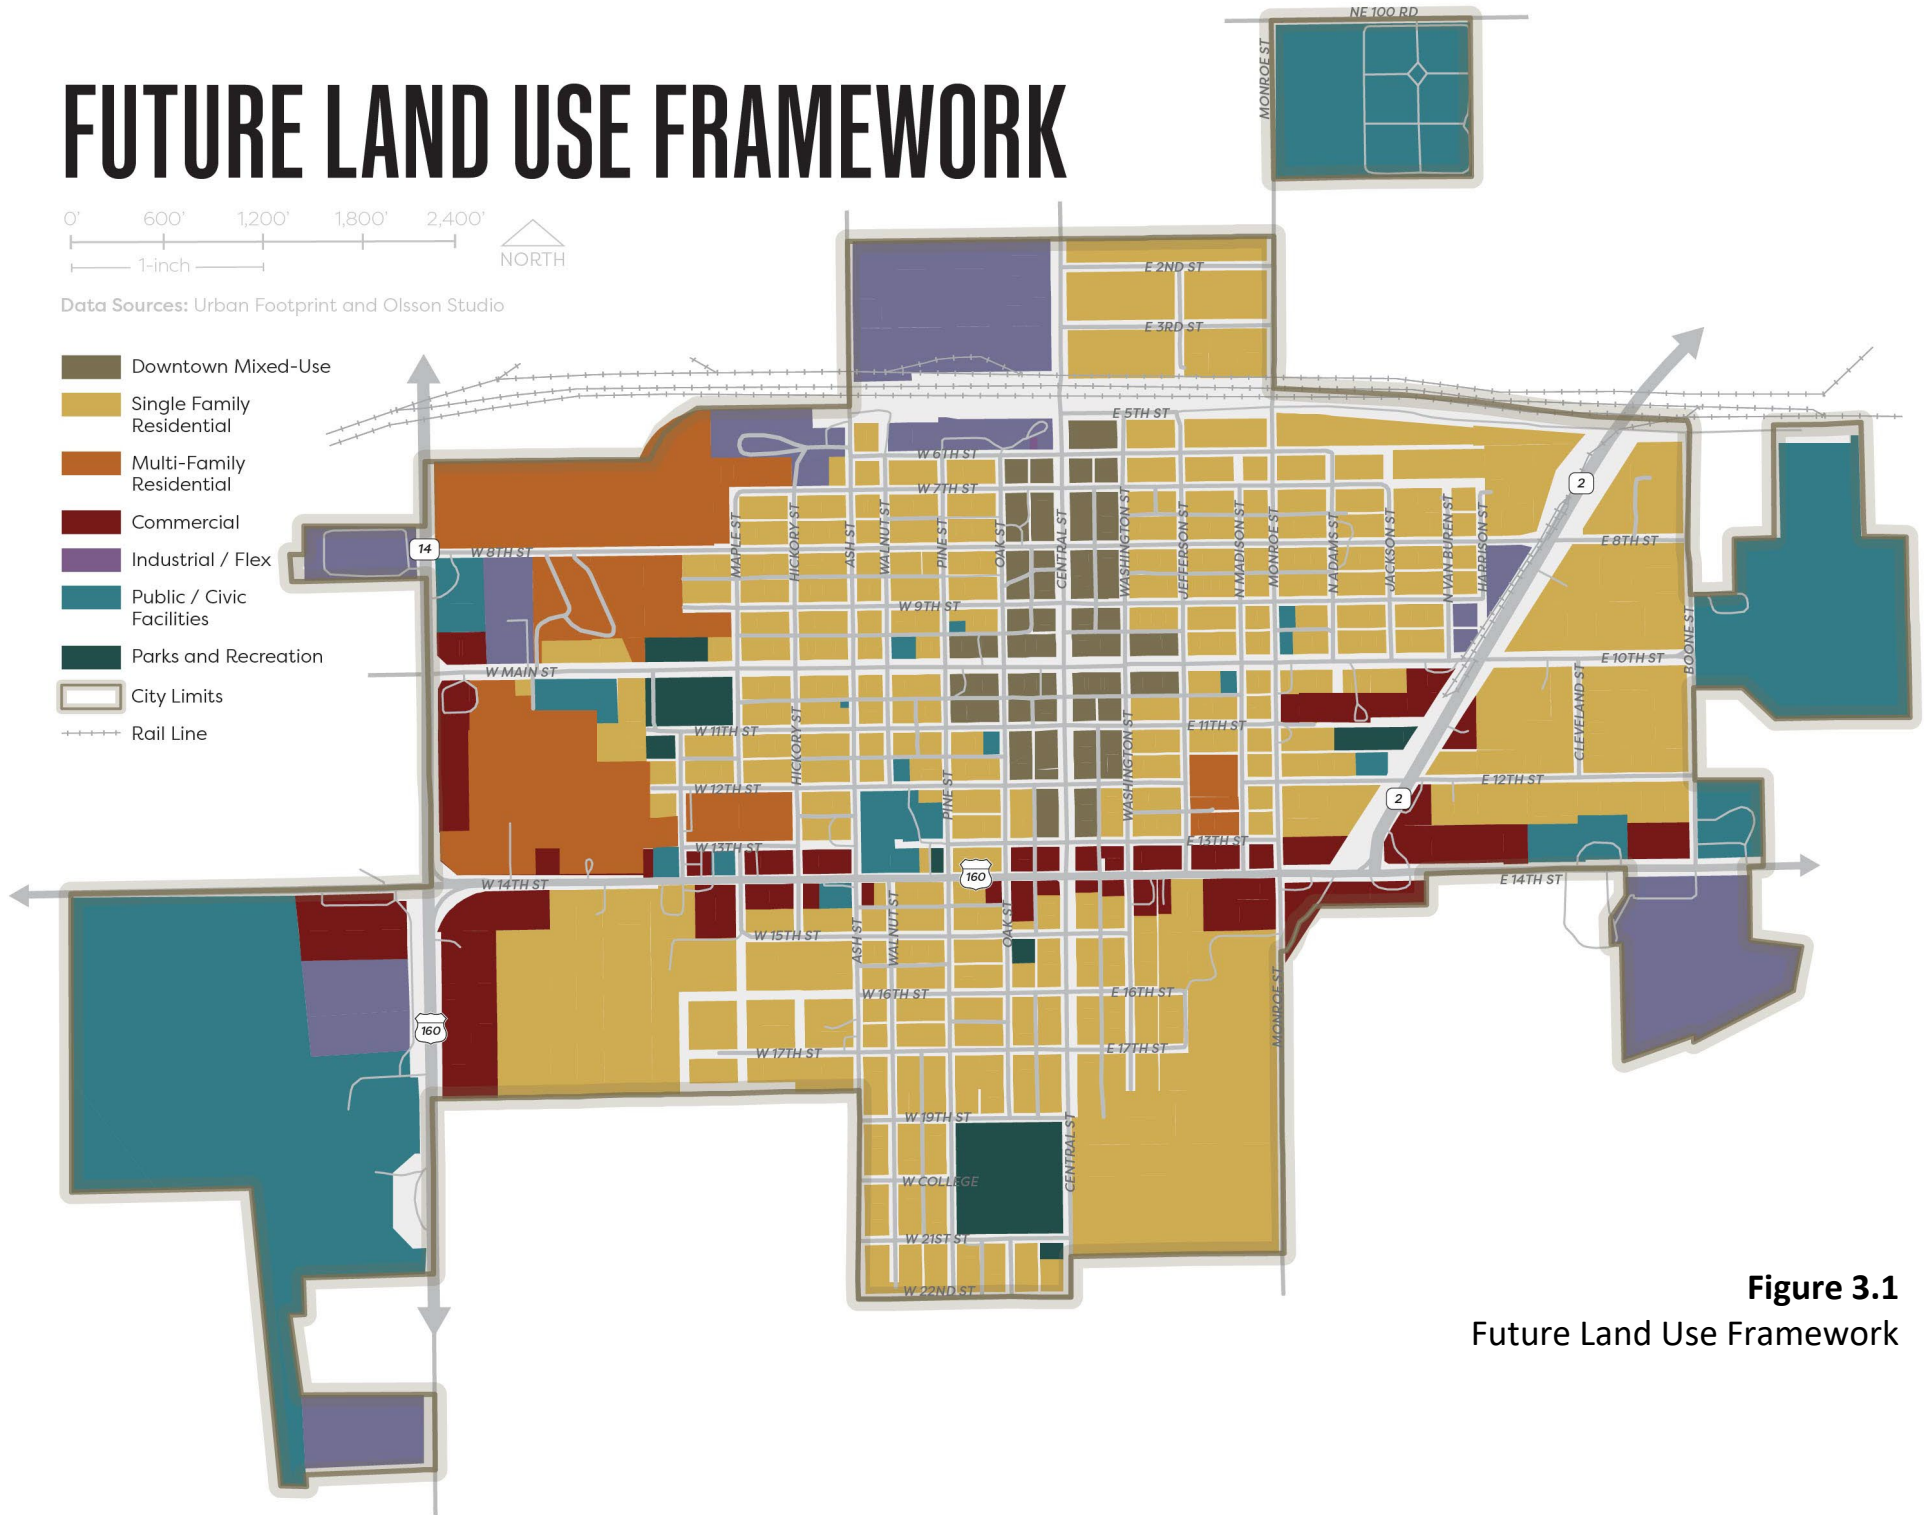 NE 100 RD
MONROE ST
FUTURE LAND USE FRAMEWORK
0' 600' 1,200' 1,800' 2,400'
1-inch
NORTH
Data Sources: Urban Footprint and Olsson Studio
Downtown Mixed-Use
Single Family
Residential
Multi-Family
Residential
Commercial
Industrial / Flex
Public / Civic
Facilities
Parks and Recreation
City Limits
Rail Line
E 2ND ST
E 3RD ST
E 5TH ST
W 6TH ST
W 7TH ST
2
14
W 8TH ST
E 8TH ST
MAPLE ST
HICKORY ST
ASH ST
WALNUT ST
PINE ST
OAK ST
CENTRAL ST
WASHINGTON ST
JEFFERSON ST
N MADISON ST
MONROE ST
N ADAMS ST
JACKSON ST
N VAN BUREN ST
HARRISON ST
W 9TH ST
BOONE ST
W MAIN ST
E 10TH ST
CLEVELAND ST
W 11TH ST
E 11TH ST
HICKORY ST
PINE ST
WASHINGTON ST
W 12TH ST
E 12TH ST
2
W 13TH ST
E 13TH ST
160
W 14TH ST
E 14TH ST
ASH ST
WALNUT ST
OAK ST
W 15TH ST
W 16TH ST
E 16TH ST
MONROE ST
160
W 17TH ST
E 17TH ST
W 19TH ST
CENTRAL ST
W COLLEGE
W 21ST ST
W 22ND ST
Figure 3.1
Future Land Use Framework